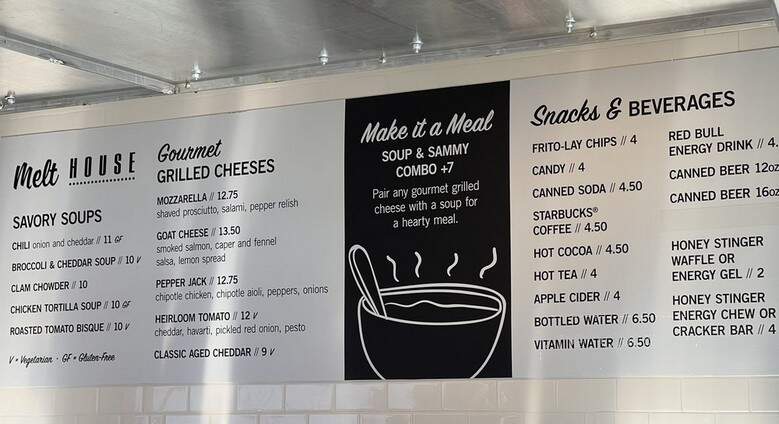 Melt HOUSE
SAVORY SOUPS
CHILI onion and cheddar // 11 GF
BROCCOLI & CHEDDAR SOUP // 10 V
CLAM CHOWDER // 10
CHICKEN TORTILLA SOUP // 10 GF
ROASTED TOMATO BISQUE // 10 V
V = Vegetarian · GF = Gluten-Free
Gourmet
GRILLED CHEESES
MOZZARELLA // 12.75
shaved prosciutto, salami, pepper relish
GOAT CHEESE // 13.50
smoked salmon, caper and fennel
salsa, lemon spread
PEPPER JACK // 12.75
chipotle chicken, chipotle aioli, peppers, onions
HEIRLOOM TOMATO // 12 V
cheddar, havarti, pickled red onion, pesto
CLASSIC AGED CHEDDAR // 9 V
Make it a Meal
SOUP & SAMMY
COMBO +7
Pair any gourmet grilled
cheese with a soup for
a hearty meal.
Snacks & BEVERAGES
FRITO-LAY CHIPS // 4
CANDY // 4
CANNED SODA // 4.50
STARBUCKS®
COFFEE // 4.50
HOT COCOA // 4.50
HOT TEA // 4
APPLE CIDER // 4
BOTTLED WATER // 6.50
VITAMIN WATER // 6.50
RED BULL
ENERGY DRINK // 4.
CANNED BEER 12oz
CANNED BEER 16oz
HONEY STINGER
WAFFLE OR
ENERGY GEL // 2
HONEY STINGER
ENERGY CHEW OR
CRACKER BAR // 4